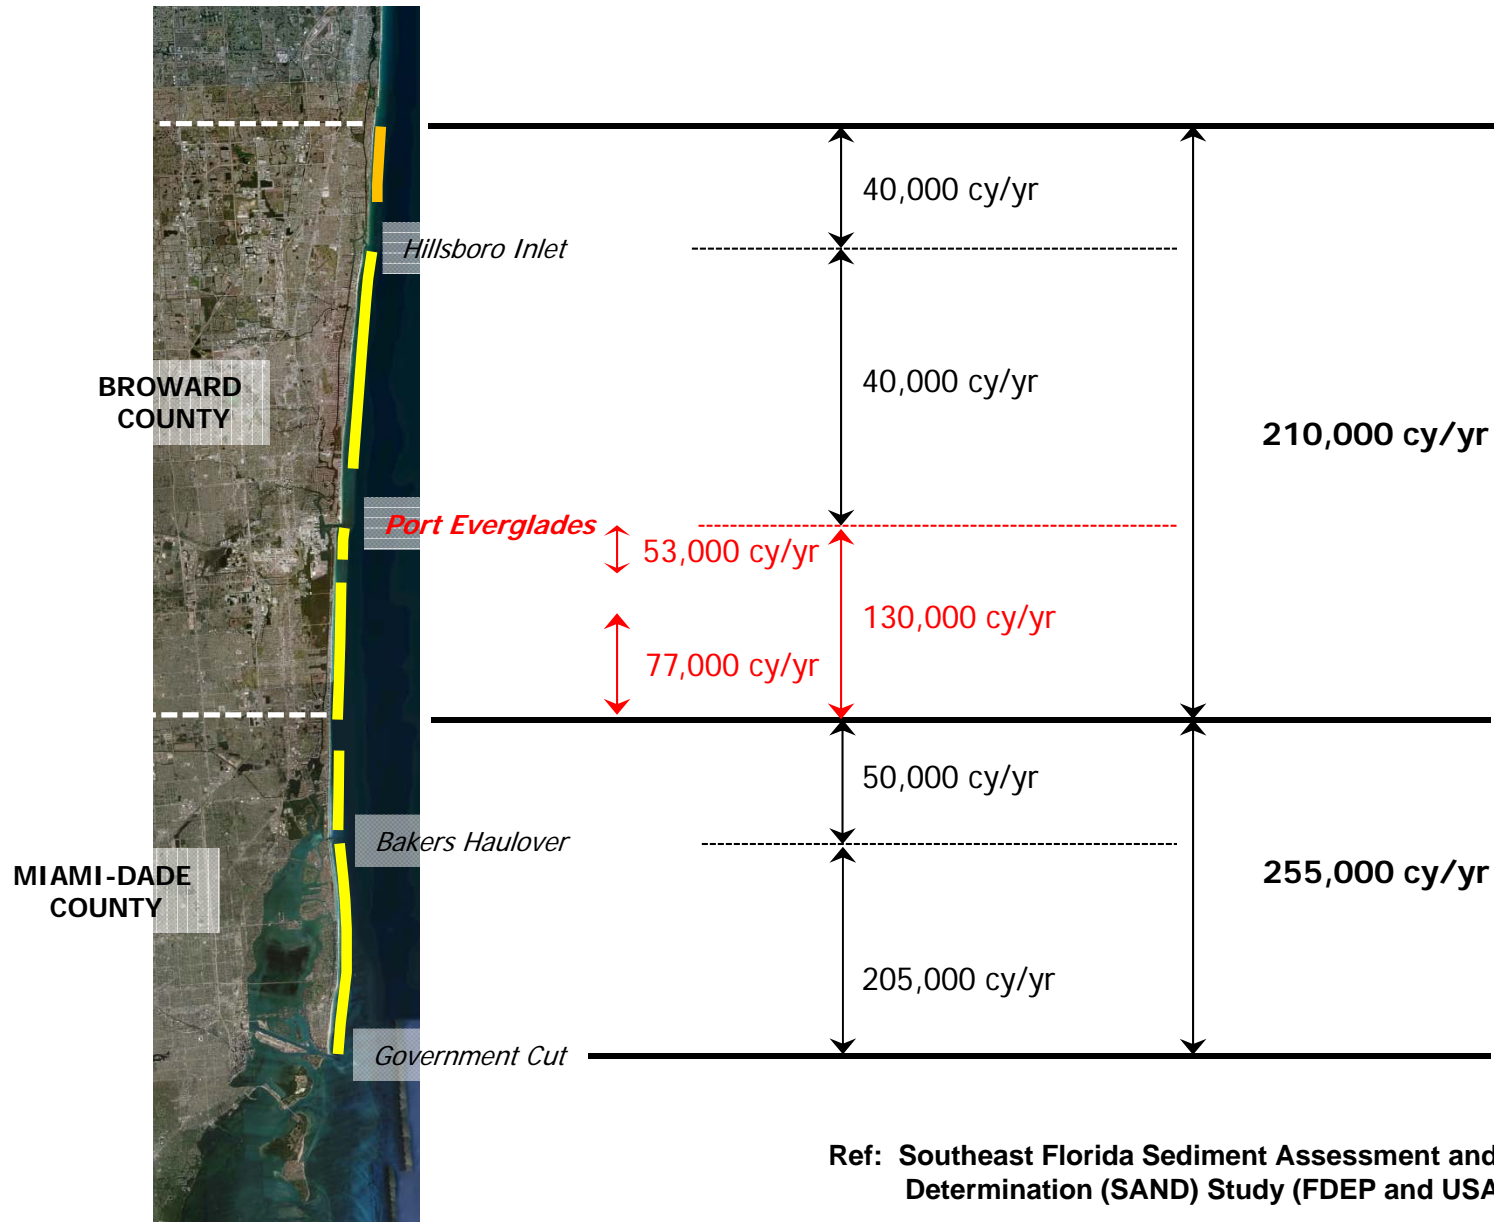 40,000 cy/yr
Hillsboro Inlet
40,000 cy/yr
BROWARD
COUNTY
210,000 cy/yr
Port Everglades
53,000 cy/yr
130,000 cy/yr
77,000 cy/yr
50,000 cy/yr
Bakers Haulover
MIAMI-DADE
COUNTY
255,000 cy/yr
205,000 cy/yr
Government Cut
Ref: Southeast Florida Sediment Assessment and
Determination (SAND) Study (FDEP and USA